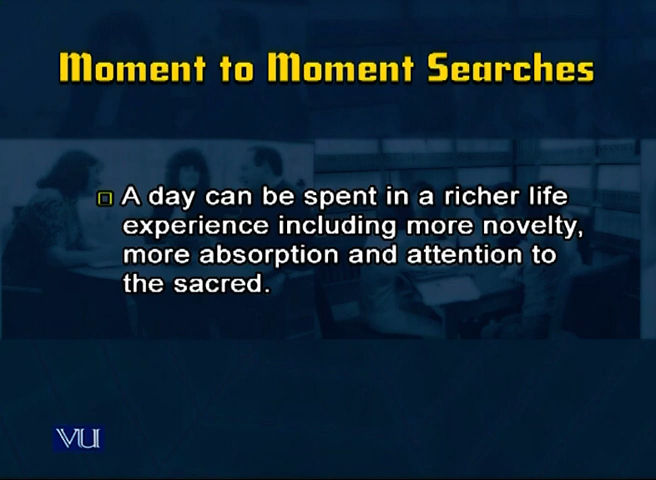 Moment to Moment Searches
A day can be spent in a richer life
experience including more novelty,
more absorption and attention to
the sacred.
VU